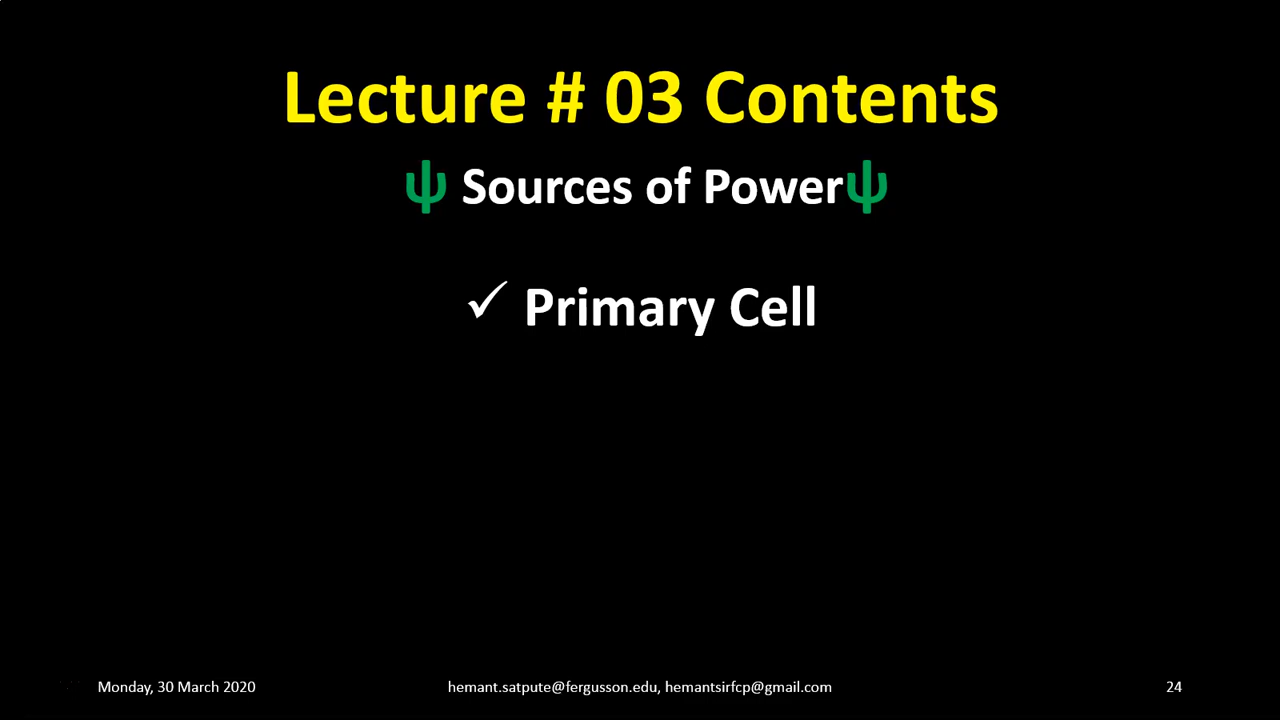 Lecture # 03 Contents
ψ Sources of Powerψ
✓ Primary Cell
Monday, 30 March 2020 hemant.satpute@fergusson.edu, hemantsirfcp@gmail.com 24